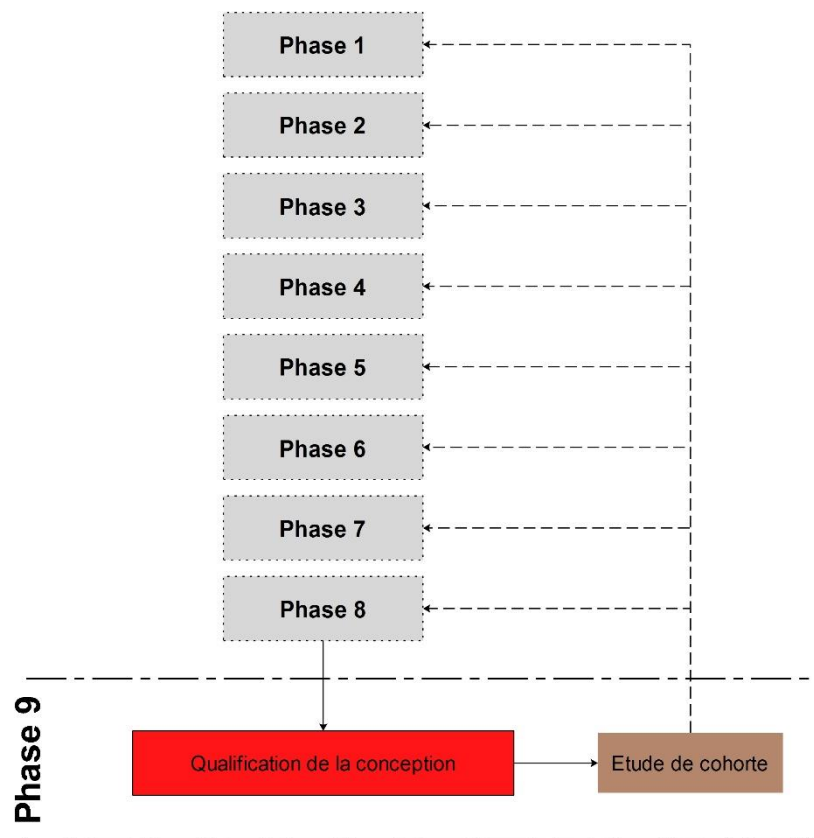 Phase 1
Phase 2
Phase 3
Phase 4
Phase 5
Phase 6
Phase 7
Phase 8
Phase 9
Qualification de la conception
Etude de cohorte